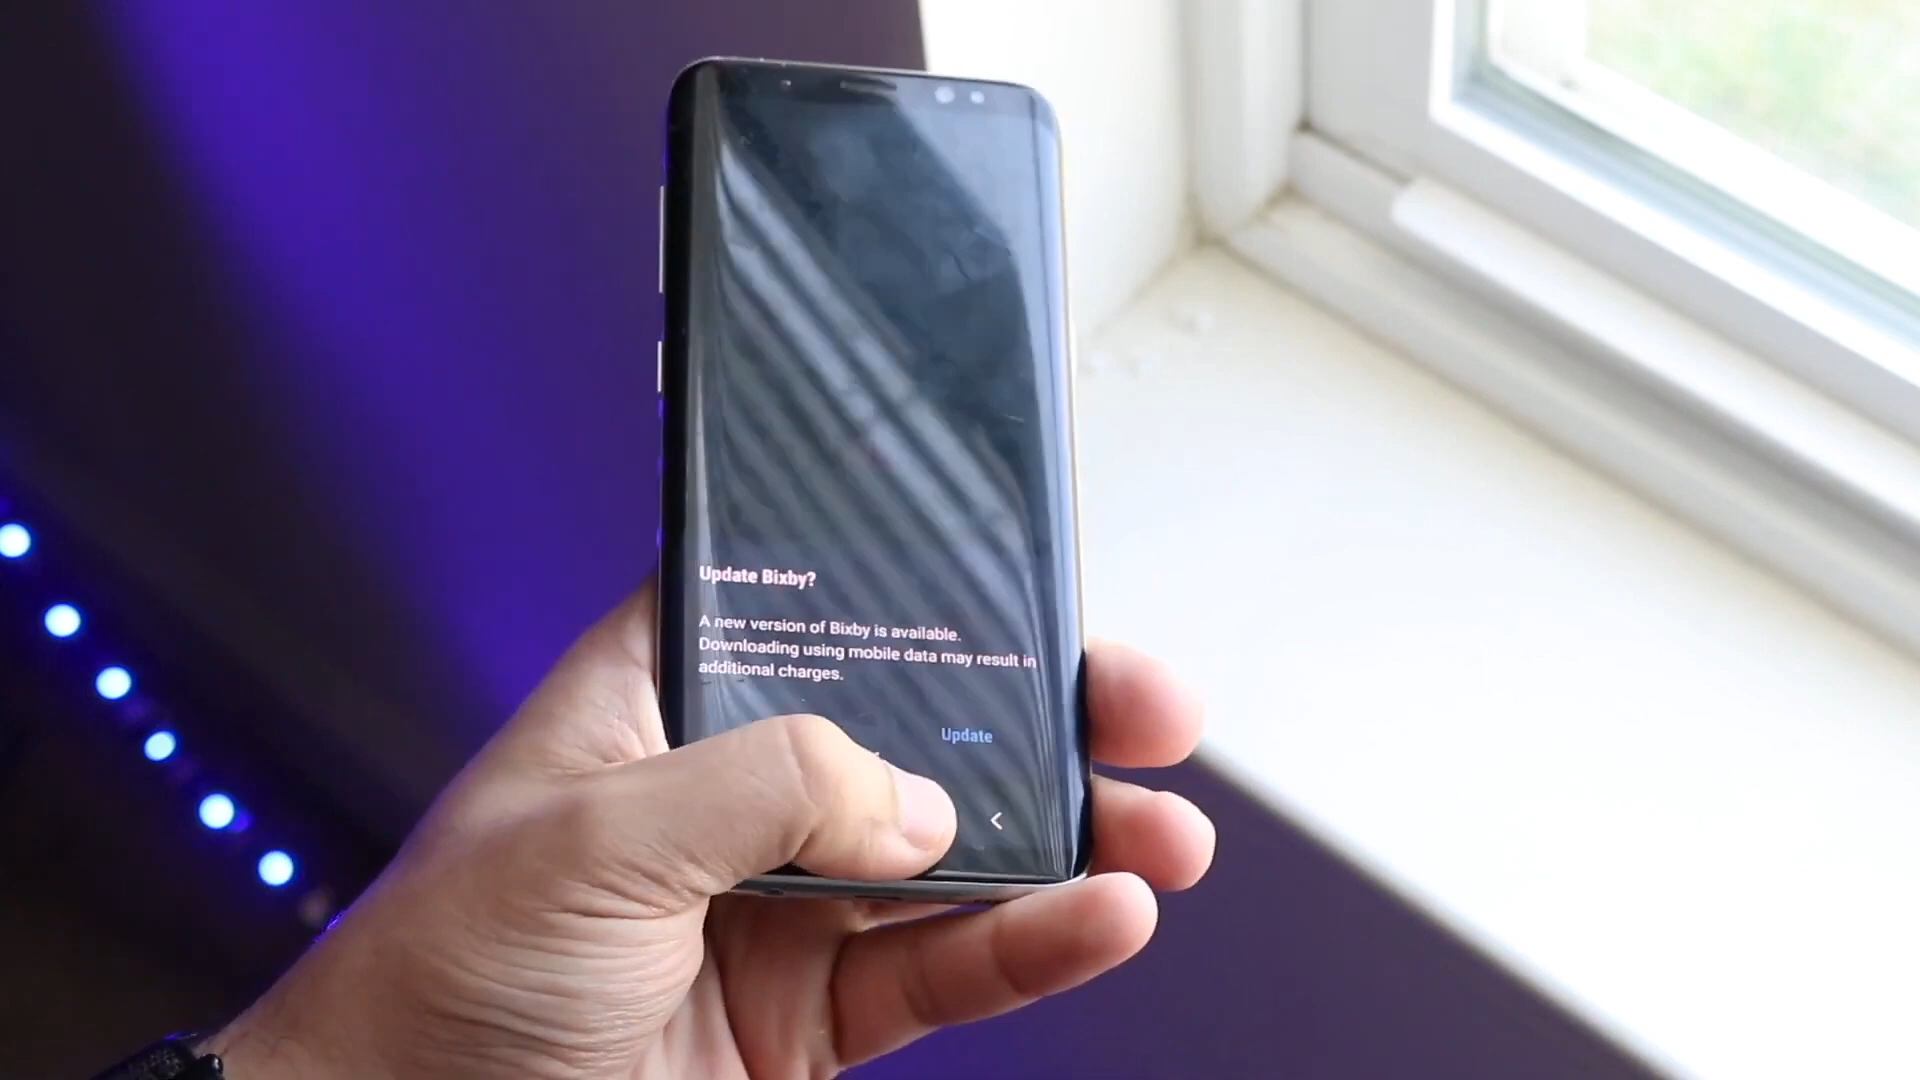 Update Bixby?
A new version of Bixby is available.
Downloading using mobile data may result in
additional charges.
Update